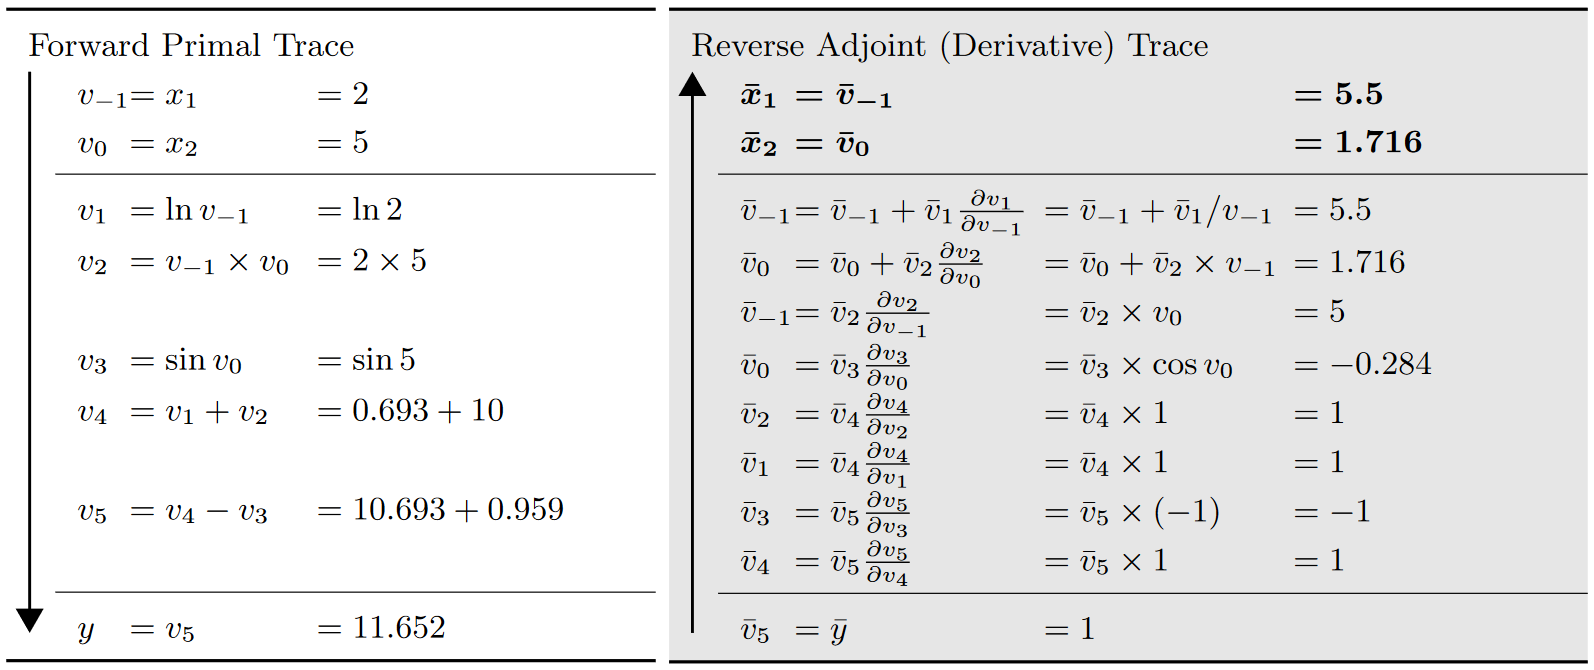 Forward Primal Trace
v₋₁ = x₁ = 2
v₀ = x₂ = 5
v₁ = ln v₋₁ = ln 2
v₂ = v₋₁ × v₀ = 2 × 5
v₃ = sin v₀ = sin 5
v₄ = v₁ + v₂ = 0.693 + 10
v₅ = v₄ − v₃ = 10.693 + 0.959
y = v₅ = 11.652
Reverse Adjoint (Derivative) Trace
x̄₁ = v̄₋₁ = 5.5
x̄₂ = v̄₀ = 1.716
v̄₋₁ = v̄₋₁ + v̄₁ ∂v₁/∂v₋₁ = v̄₋₁ + v̄₁/v₋₁ = 5.5
v̄₀ = v̄₀ + v̄₂ ∂v₂/∂v₀ = v̄₀ + v̄₂ × v₋₁ = 1.716
v̄₋₁ = v̄₂ ∂v₂/∂v₋₁ = v̄₂ × v₀ = 5
v̄₀ = v̄₃ ∂v₃/∂v₀ = v̄₃ × cos v₀ = −0.284
v̄₂ = v̄₄ ∂v₄/∂v₂ = v̄₄ × 1 = 1
v̄₁ = v̄₄ ∂v₄/∂v₁ = v̄₄ × 1 = 1
v̄₃ = v̄₅ ∂v₅/∂v₃ = v̄₅ × (−1) = −1
v̄₄ = v̄₅ ∂v₅/∂v₄ = v̄₅ × 1 = 1
v̄₅ = ȳ = 1